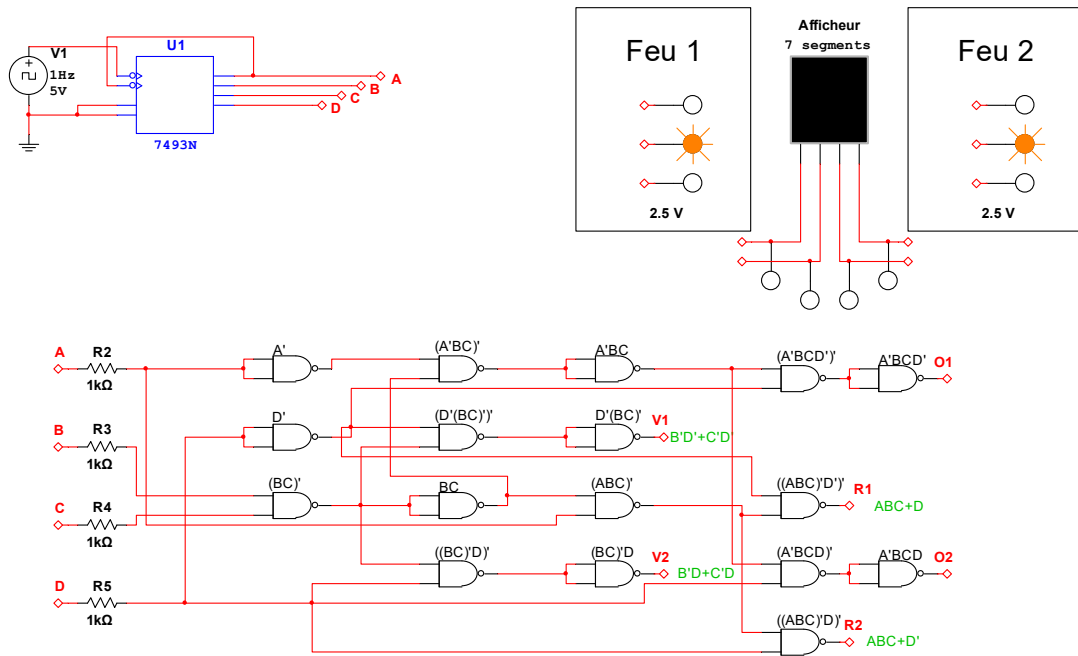 V1
1Hz
5V
U1
7493N
A
B
C
D
Feu 1
2.5 V
Afficheur
7 segments
Feu 2
2.5 V
A
R2
1kΩ
B
R3
1kΩ
C
R4
1kΩ
D
R5
1kΩ
A'
(A'BC)'
A'BC
(A'BCD')'
A'BCD'
O1
D'
(D'(BC)')'
D'(BC)'
V1
B'D'+C'D'
(BC)'
BC
(ABC)'
((ABC)'D')'
R1
ABC+D
((BC)'D)'
(BC)'D
V2
B'D+C'D
(A'BCD)'
A'BCD
O2
((ABC)'D)'
R2
ABC+D'